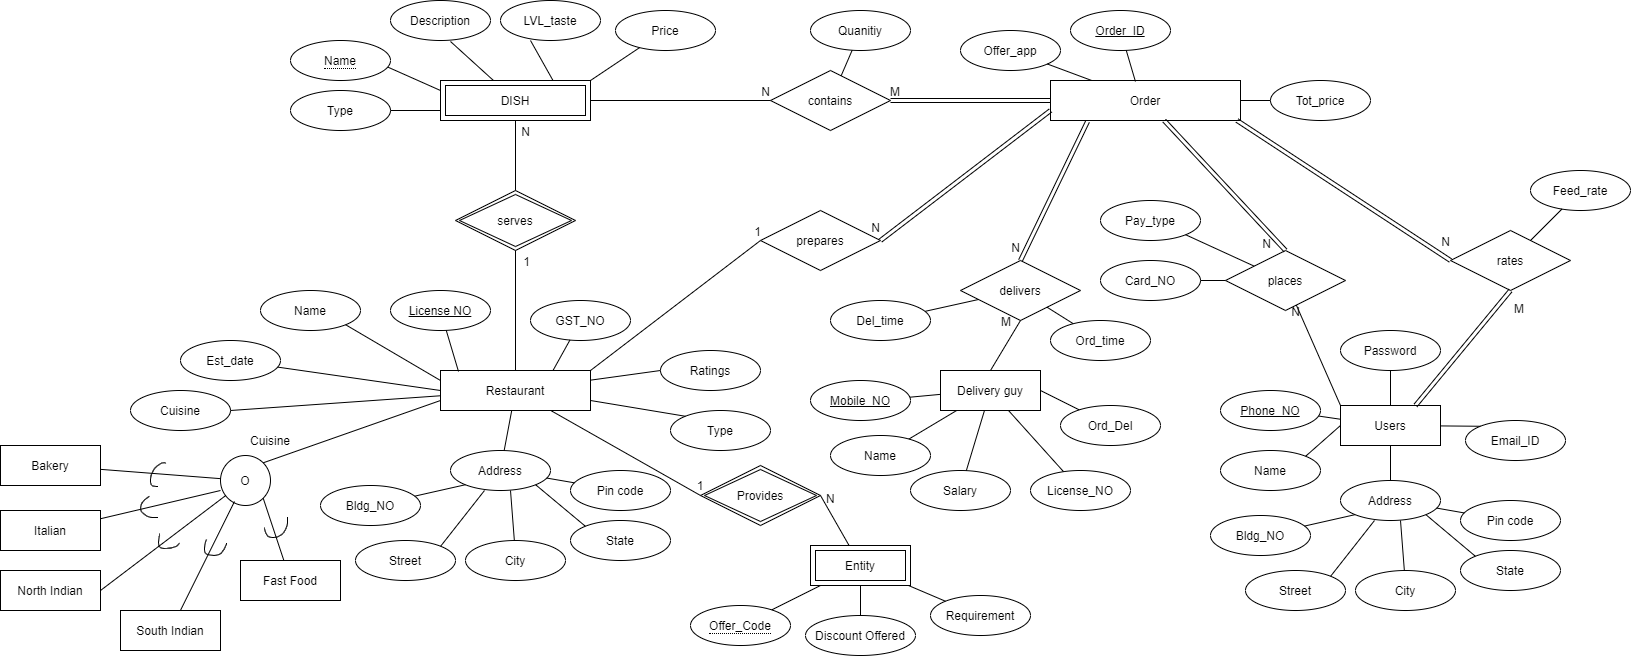 Description
LVL_taste
Price
Quanitiy
Order_ID
Offer_app
Name
Type
DISH
N
contains
M
Order
Tot_price
N
serves
1
1
prepares
N
N
delivers
M
Del_time
Ord_time
Pay_type
Card_NO
N
places
N
N
rates
M
Feed_rate
Name
License NO
GST_NO
Est_date
Cuisine
Restaurant
Ratings
Type
Cuisine
O
Bakery
Italian
North Indian
South Indian
Fast Food
Address
Bldg_NO
Street
City
State
Pin code
1
Provides
N
Entity
Offer_Code
Discount Offered
Requirement
Delivery guy
Mobile_NO
Name
Salary
License_NO
Ord_Del
Password
Phone_NO
Users
Email_ID
Name
Address
Bldg_NO
Street
City
State
Pin code